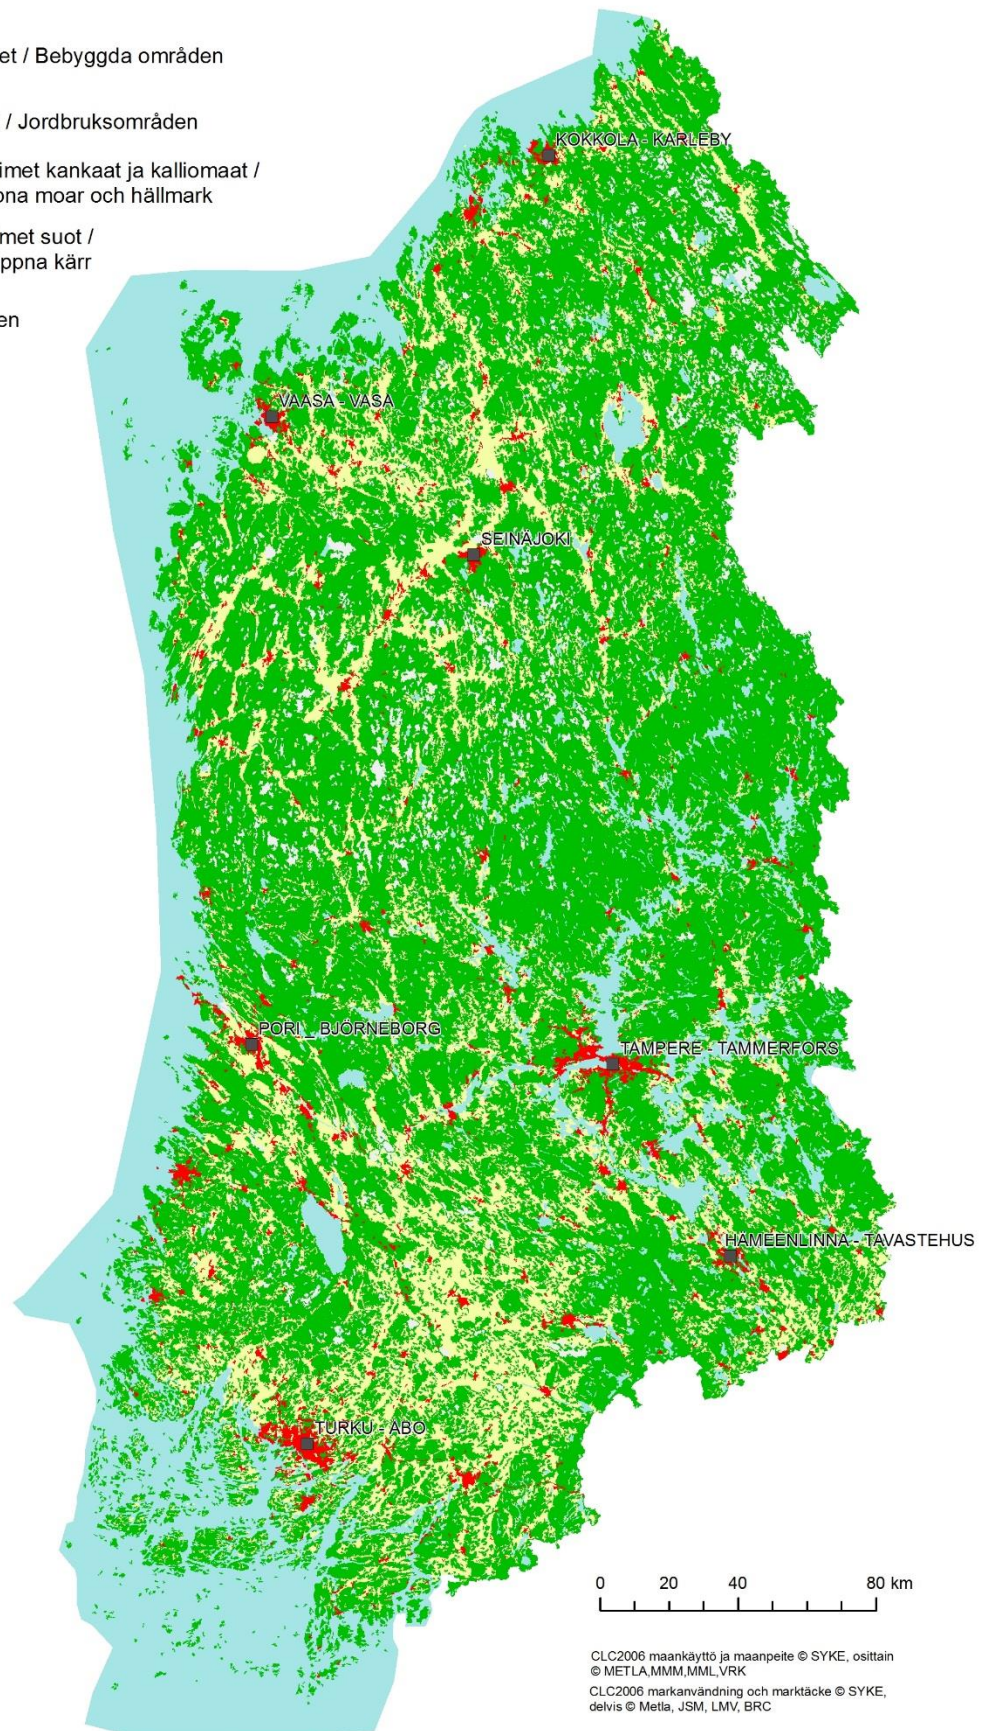 et / Bebyggda områden
/ Jordbruksområden
imet kankaat ja kalliomaat /
ona moar och hällmark
met suot /
ppna kärr
en
KOKKOLA - KARLEBY
VAASA - VASA
SEINÄJOKI
PORI_ BJÖRNEBORG
TAMPERE - TAMMERFORS
HÄMEENLINNA - TAVASTEHUS
TURKU - ÅBO
0 20 40 80 km
CLC2006 maankäyttö ja maanpeite © SYKE, osittain
© METLA,MMM,MML,VRK
CLC2006 markanvändning och marktäcke © SYKE,
delvis © Metla, JSM, LMV, BRC